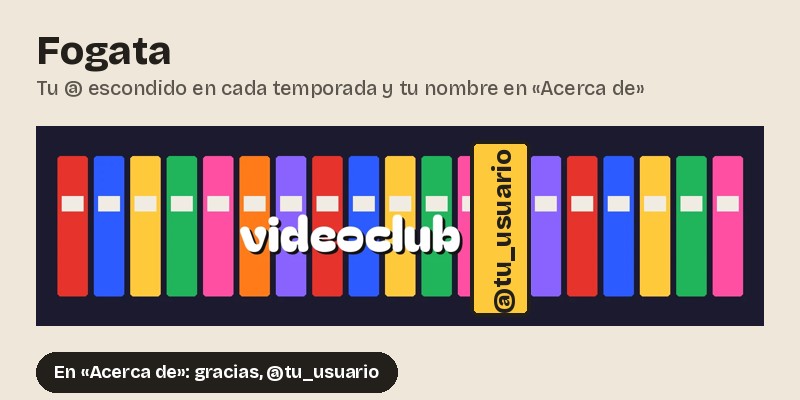 Fogata
Tu @ escondido en cada temporada y tu nombre en «Acerca de»
videoclub
@tu_usuario
En «Acerca de»: gracias, @tu_usuario